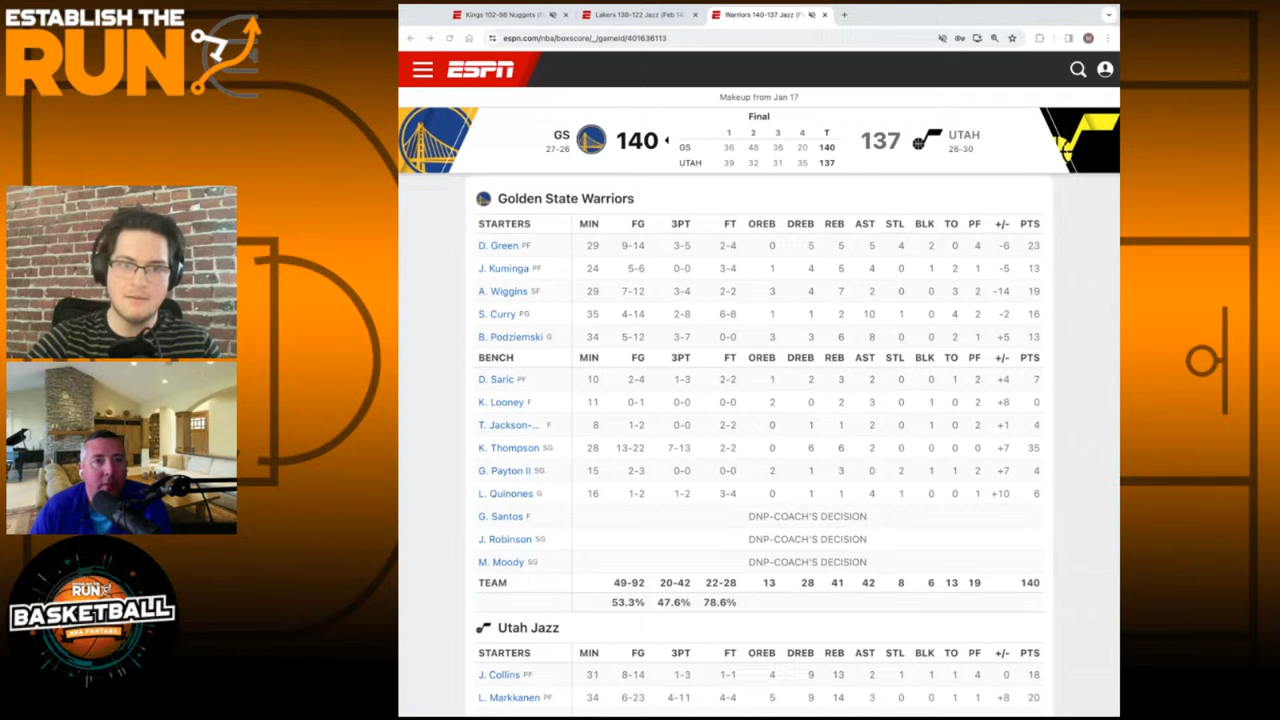 ESTABLISH THE
RUN
Kings 102-98 Nuggets (F
Lakers 138-122 Jazz (Feb 14
Warriors 140-137 Jazz (F
espn.com/nba/boxscore/_/gameId/401636113
ESPN
Makeup from Jan 17
GS
27-26
140
Final
1 2 3 4 T
GS 36 48 36 20 140
UTAH 39 32 31 35 137
137
UTAH
26-30
Golden State Warriors
STARTERS MIN FG 3PT FT OREB DREB REB AST STL BLK TO PF +/- PTS
D. Green PF 29 9-14 3-5 2-4 0 5 5 5 4 2 0 4 -6 23
J. Kuminga PF 24 5-6 0-0 3-4 1 4 5 4 0 1 2 1 -5 13
A. Wiggins SF 29 7-12 3-4 2-2 3 4 7 2 0 0 3 2 -14 19
S. Curry PG 35 4-14 2-8 6-8 1 1 2 10 1 0 4 2 -2 16
B. Podziemski G 34 5-12 3-7 0-0 3 3 6 8 0 0 2 1 +5 13
BENCH MIN FG 3PT FT OREB DREB REB AST STL BLK TO PF +/- PTS
D. Saric PF 10 2-4 1-3 2-2 1 2 3 2 0 0 1 2 +4 7
K. Looney F 11 0-1 0-0 0-0 2 0 2 3 0 1 0 2 +8 0
T. Jackson-... F 8 1-2 0-0 2-2 0 1 1 2 0 1 0 2 +1 4
K. Thompson SG 28 13-22 7-13 2-2 0 6 6 2 0 0 0 2 +7 35
G. Payton II SG 15 2-3 0-0 0-0 2 1 3 0 2 1 1 2 +7 4
L. Quinones G 16 1-2 1-2 3-4 0 1 1 4 1 0 0 1 +10 6
G. Santos F DNP-COACH'S DECISION
J. Robinson SG DNP-COACH'S DECISION
M. Moody SG DNP-COACH'S DECISION
TEAM 49-92 20-42 22-28 13 28 41 42 8 6 13 19 140
53.3% 47.6% 78.6%
Utah Jazz
STARTERS MIN FG 3PT FT OREB DREB REB AST STL BLK TO PF +/- PTS
J. Collins PF 31 8-14 1-3 1-1 4 9 13 2 1 1 1 4 0 18
L. Markkanen PF 34 6-23 4-11 4-4 5 9 14 3 0 0 1 1 +8 20
ESTABLISH THE
RUN
BASKETBALL
NBA FANTASY